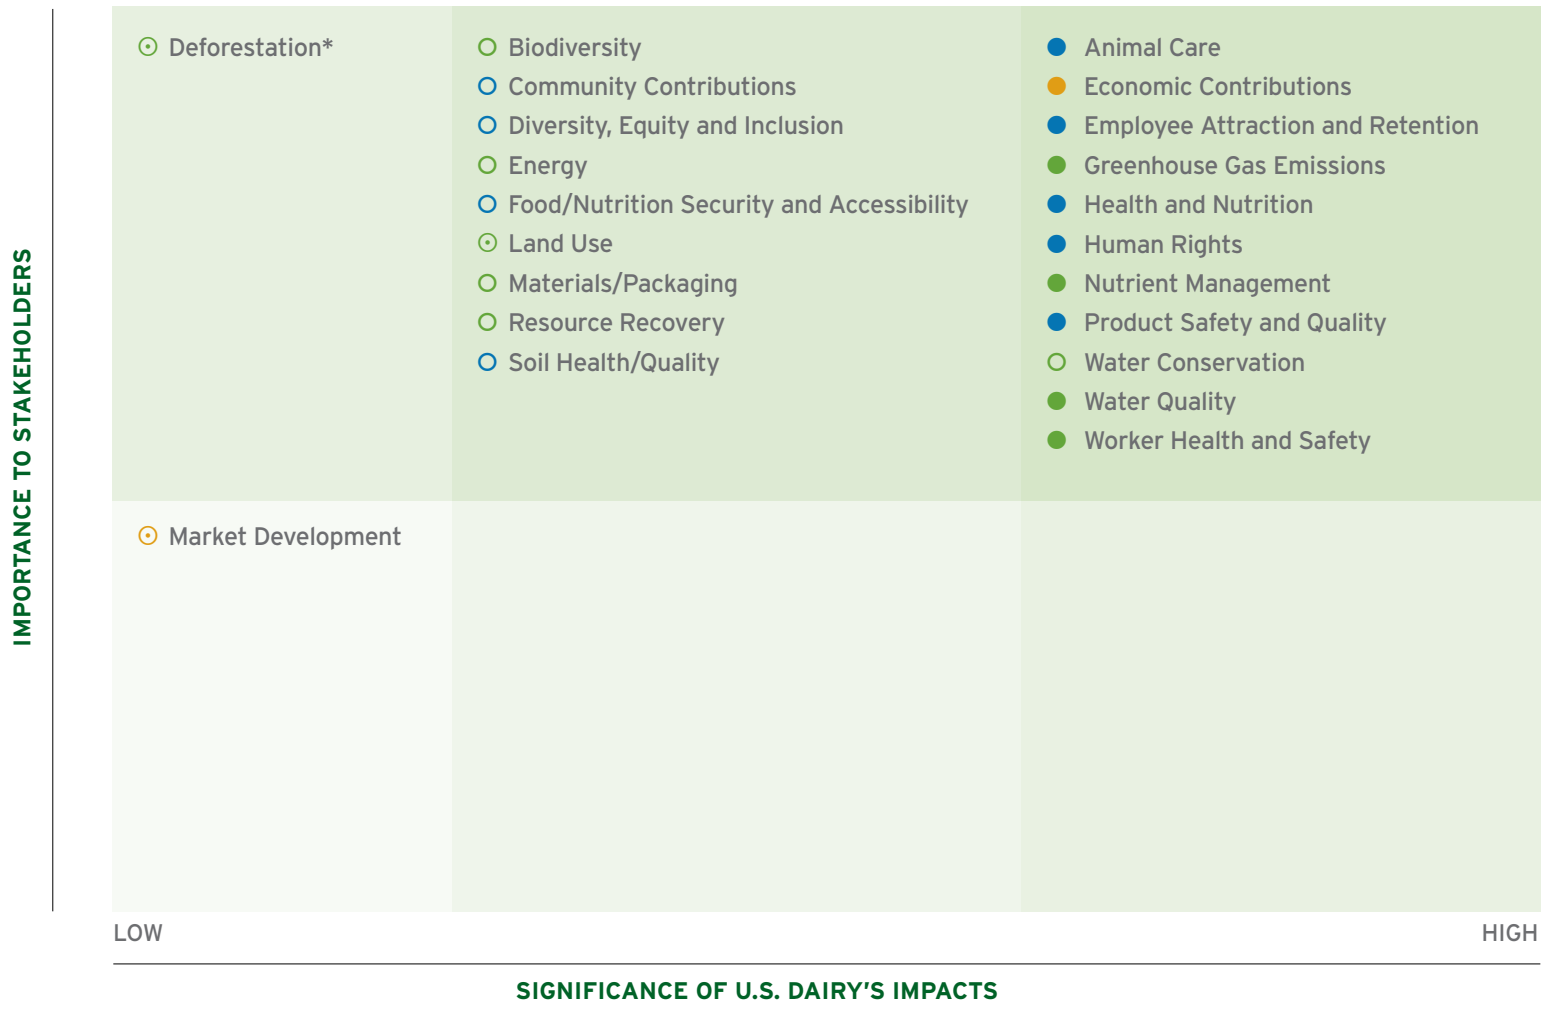 IMPORTANCE TO STAKEHOLDERS
Deforestation*
Biodiversity
Community Contributions
Diversity, Equity and Inclusion
Energy
Food/Nutrition Security and Accessibility
Land Use
Materials/Packaging
Resource Recovery
Soil Health/Quality
Animal Care
Economic Contributions
Employee Attraction and Retention
Greenhouse Gas Emissions
Health and Nutrition
Human Rights
Nutrient Management
Product Safety and Quality
Water Conservation
Water Quality
Worker Health and Safety
Market Development
LOW
HIGH
SIGNIFICANCE OF U.S. DAIRY’S IMPACTS